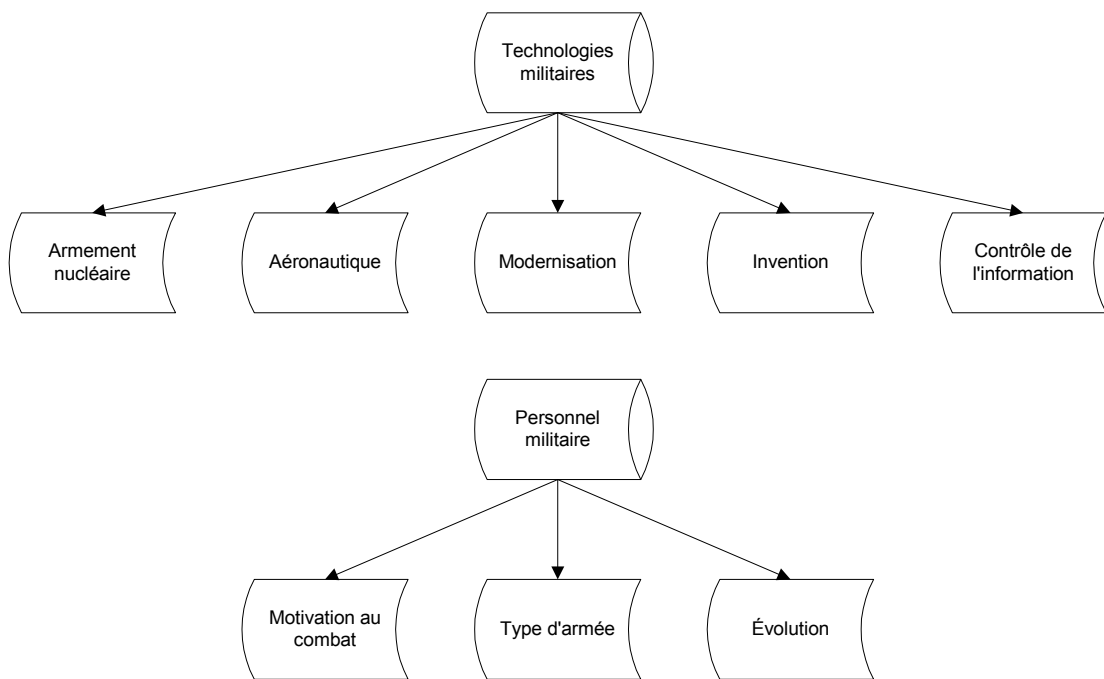 Technologies
militaires
Armement
nucléaire
Aéronautique
Modernisation
Invention
Contrôle de
l'information
Personnel
militaire
Motivation au
combat
Type d'armée
Évolution